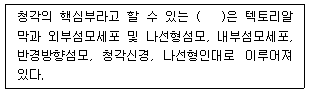 청각의 핵심부라고 할 수 있는 (    )은 텍토리알
막과 외부섬모세포 및 나선형섬모, 내부섬모세포,
반경방향섬모, 청각신경, 나선형인대로 이루어져
있다.